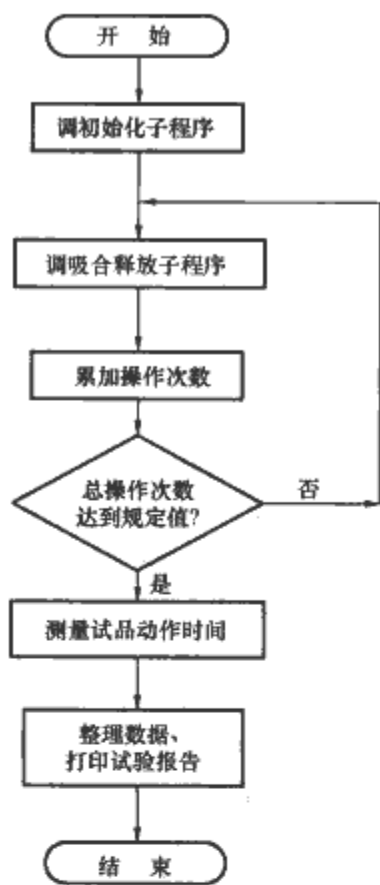 开 始
调初始化子程序
调吸合释放子程序
累加操作次数
总操作次数
达到规定值?
否
是
测量试品动作时间
整理数据、
打印试验报告
结 束